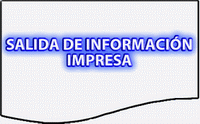 SALIDA DE INFORMACIÓN
IMPRESA